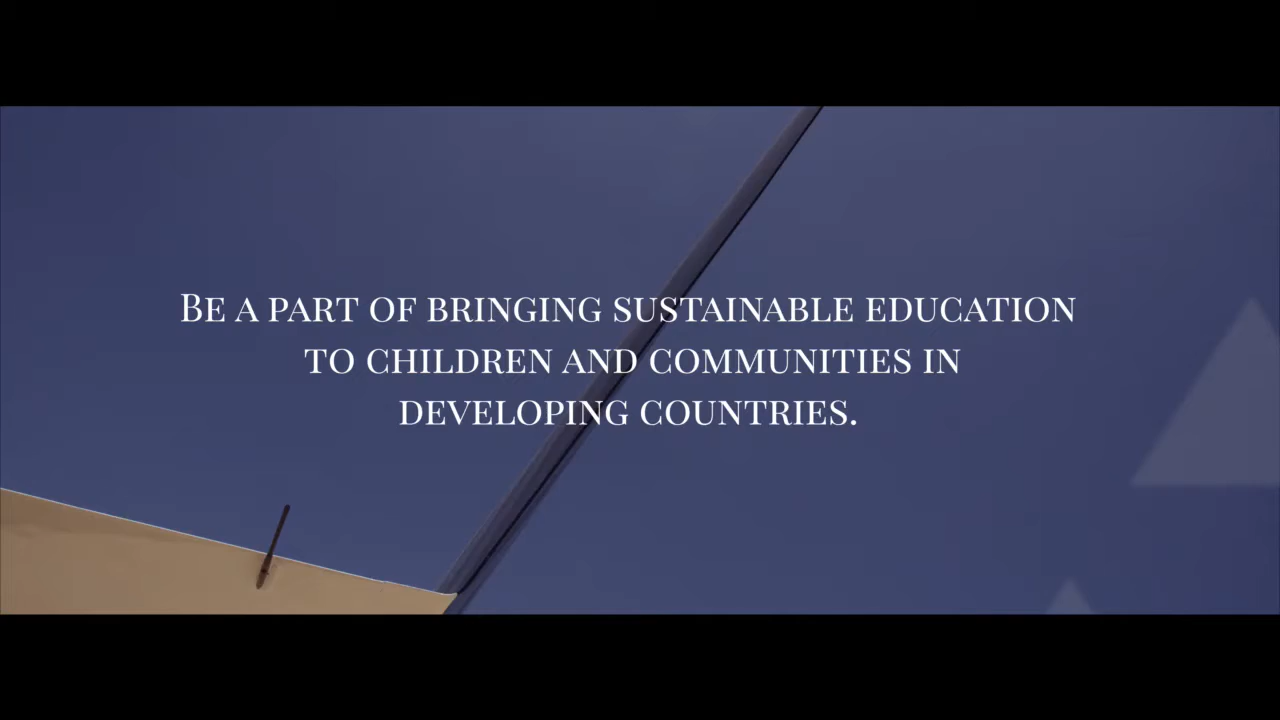 Be a part of bringing sustainable education
to children and communities in
developing countries.